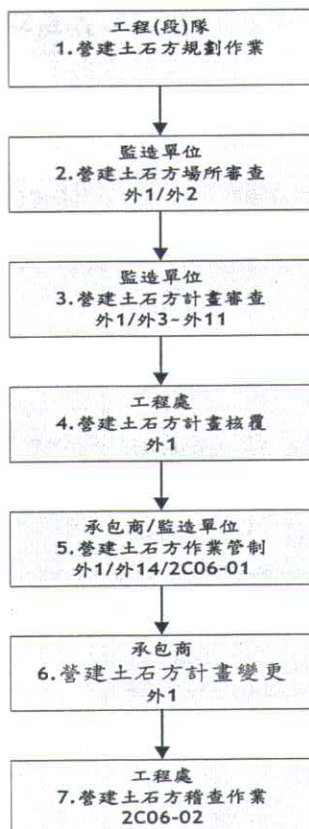 工程(段)隊
1.營建土石方規劃作業
監造單位
2.營建土石方場所審查
外1/外2
監造單位
3.營建土石方計畫審查
外1/外3~外11
工程處
4.營建土石方計畫核覆
外1
承包商/監造單位
5.營建土石方作業管制
外1/外14/2C06-01
承包商
6.營建土石方計畫變更
外1
工程處
7.營建土石方稽查作業
2C06-02